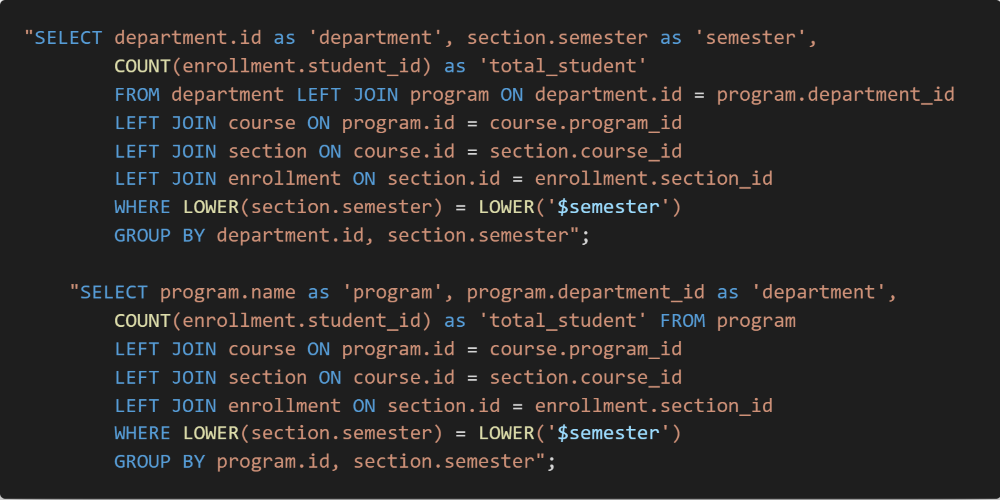 "SELECT department.id as 'department', section.semester as 'semester',
COUNT(enrollment.student_id) as 'total_student'
FROM department LEFT JOIN program ON department.id = program.department_id
LEFT JOIN course ON program.id = course.program_id
LEFT JOIN section ON course.id = section.course_id
LEFT JOIN enrollment ON section.id = enrollment.section_id
WHERE LOWER(section.semester) = LOWER('$semester')
GROUP BY department.id, section.semester";
"SELECT program.name as 'program', program.department_id as 'department',
COUNT(enrollment.student_id) as 'total_student' FROM program
LEFT JOIN course ON program.id = course.program_id
LEFT JOIN section ON course.id = section.course_id
LEFT JOIN enrollment ON section.id = enrollment.section_id
WHERE LOWER(section.semester) = LOWER('$semester')
GROUP BY program.id, section.semester";